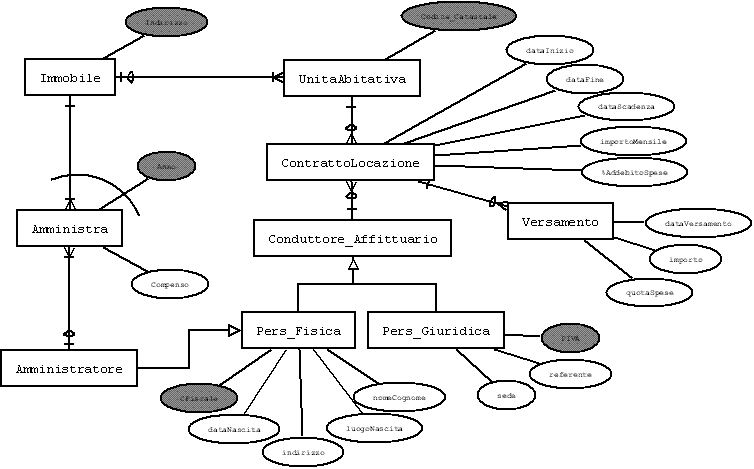 Indirizzo
Codice_Catastale
Immobile
UnitaAbitativa
dataInizio
dataFine
dataScadenza
importoMensile
%AddebitoSpese
ContrattoLocazione
Anno
Amministra
Compenso
Conduttore_Affittuario
Versamento
dataVersamento
importo
quotaSpese
Pers_Fisica
Pers_Giuridica
PIVA
Amministratore
referente
sede
CFiscale
nomeCognome
dataNascita
luogoNascita
indirizzo